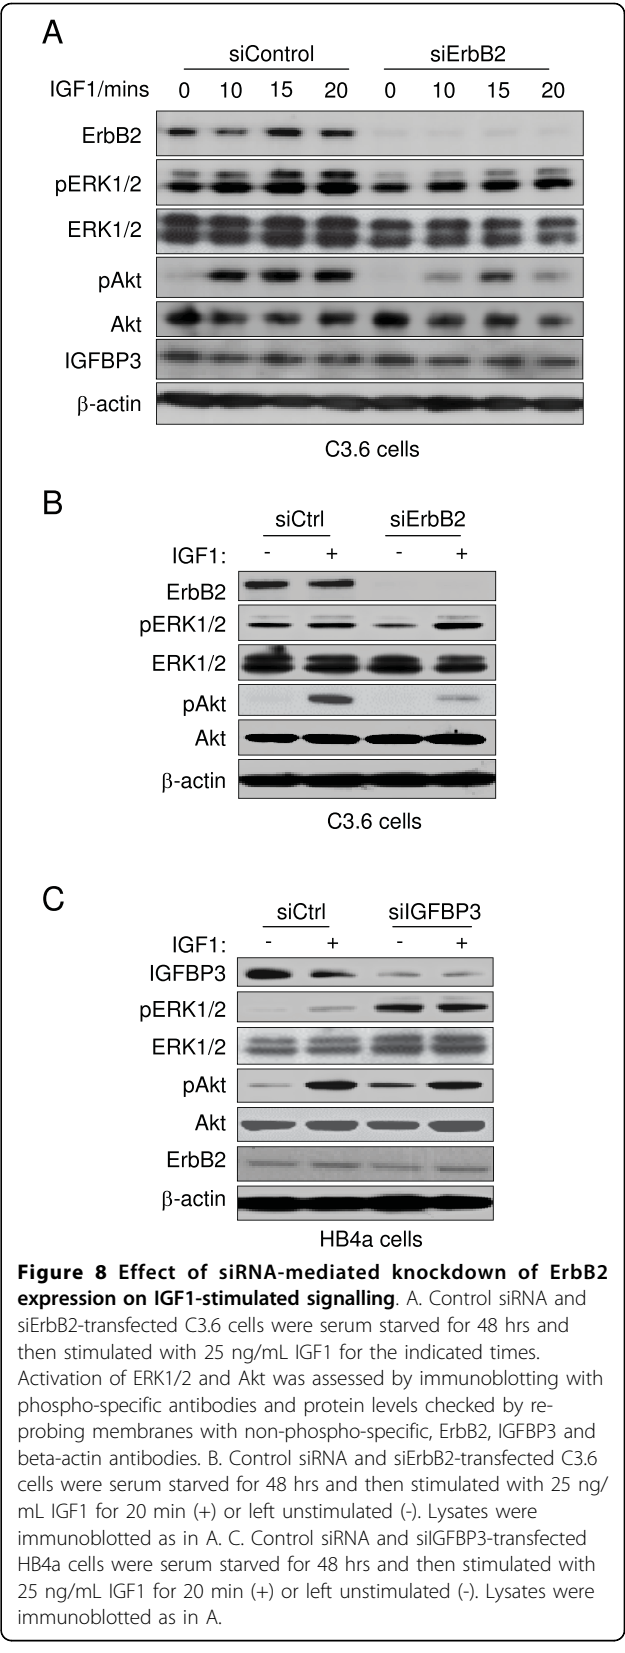 A
siControl siErbB2
IGF1/mins 0 10 15 20 0 10 15 20
ErbB2
pERK1/2
ERK1/2
pAkt
Akt
IGFBP3
β-actin
C3.6 cells
B
siCtrl siErbB2
IGF1: - + - +
ErbB2
pERK1/2
ERK1/2
pAkt
Akt
β-actin
C3.6 cells
C
siCtrl siIGFBP3
IGF1: - + - +
IGFBP3
pERK1/2
ERK1/2
pAkt
Akt
ErbB2
β-actin
HB4a cells
Figure 8 Effect of siRNA-mediated knockdown of ErbB2
expression on IGF1-stimulated signalling. A. Control siRNA and
siErbB2-transfected C3.6 cells were serum starved for 48 hrs and
then stimulated with 25 ng/mL IGF1 for the indicated times.
Activation of ERK1/2 and Akt was assessed by immunoblotting with
phospho-specific antibodies and protein levels checked by re-
probing membranes with non-phospho-specific, ErbB2, IGFBP3 and
beta-actin antibodies. B. Control siRNA and siErbB2-transfected C3.6
cells were serum starved for 48 hrs and then stimulated with 25 ng/
mL IGF1 for 20 min (+) or left unstimulated (-). Lysates were
immunoblotted as in A. C. Control siRNA and siIGFBP3-transfected
HB4a cells were serum starved for 48 hrs and then stimulated with
25 ng/mL IGF1 for 20 min (+) or left unstimulated (-). Lysates were
immunoblotted as in A.